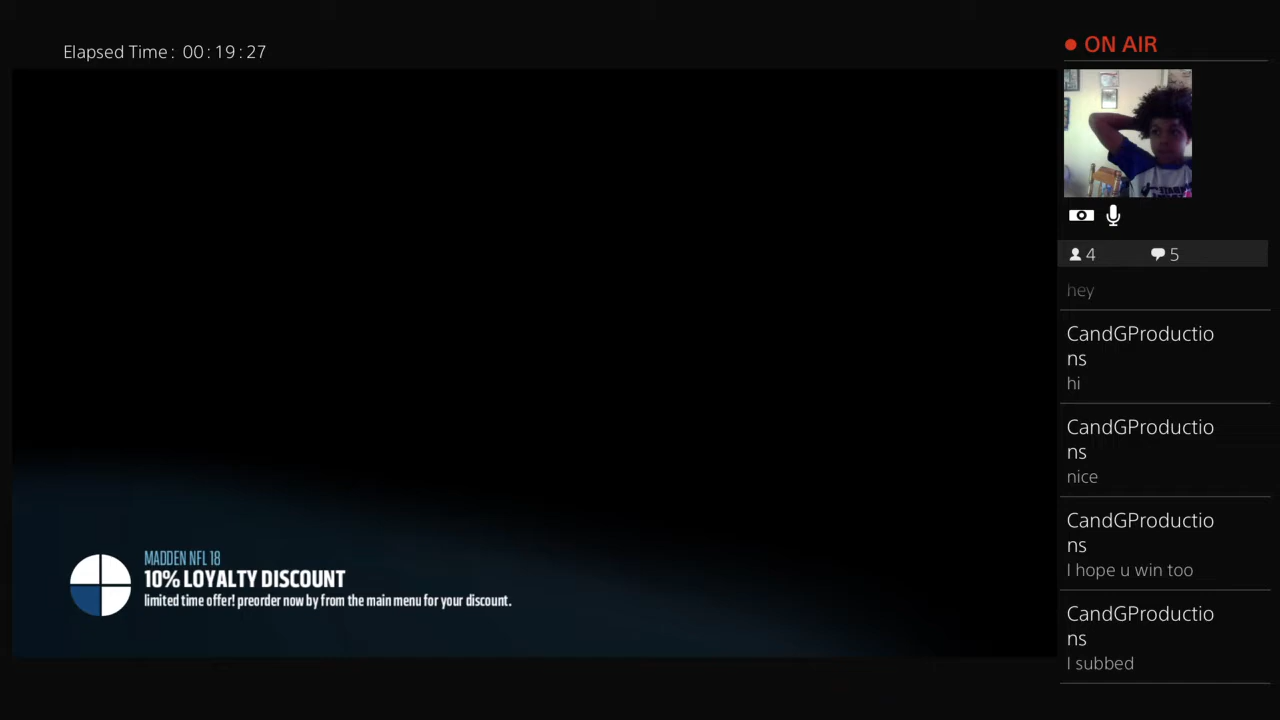 Elapsed Time: 00:19:27
ON AIR
4 5
hey
CandGProductio
ns
hi
CandGProductio
ns
nice
CandGProductio
ns
I hope u win too
CandGProductio
ns
I subbed
MADDEN NFL 18
10% LOYALTY DISCOUNT
limited time offer! preorder now by from the main menu for your discount.